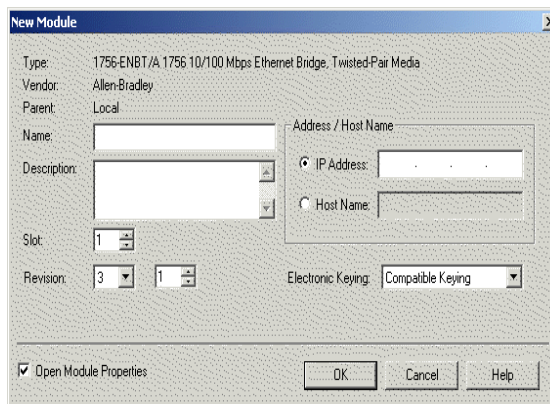 New Module
Type: 1756-ENBT/A 1756 10/100 Mbps Ethernet Bridge, Twisted-Pair Media
Vendor: Allen-Bradley
Parent: Local
Name:
Address / Host Name
IP Address: . . .
Description:
Host Name:
Slot: 1
Revision: 3 1
Electronic Keying: Compatible Keying
Open Module Properties
OK
Cancel
Help